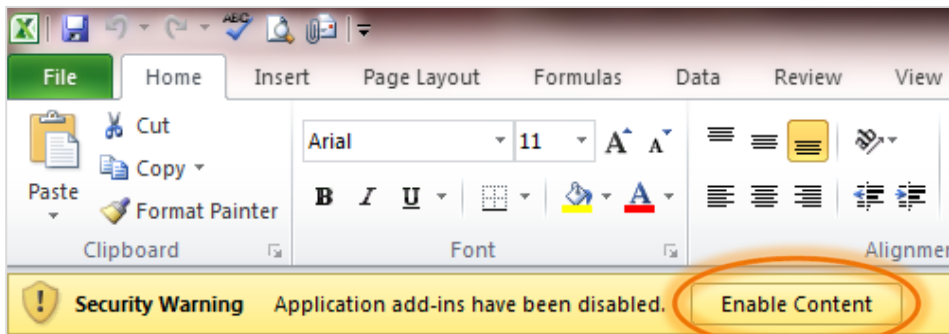 ABC
File Home Insert Page Layout Formulas Data Review View
Cut
Arial 11 A A
Copy
Paste
B I U A
Format Painter
Clipboard Font
Security Warning Application add-ins have been disabled. Enable Content